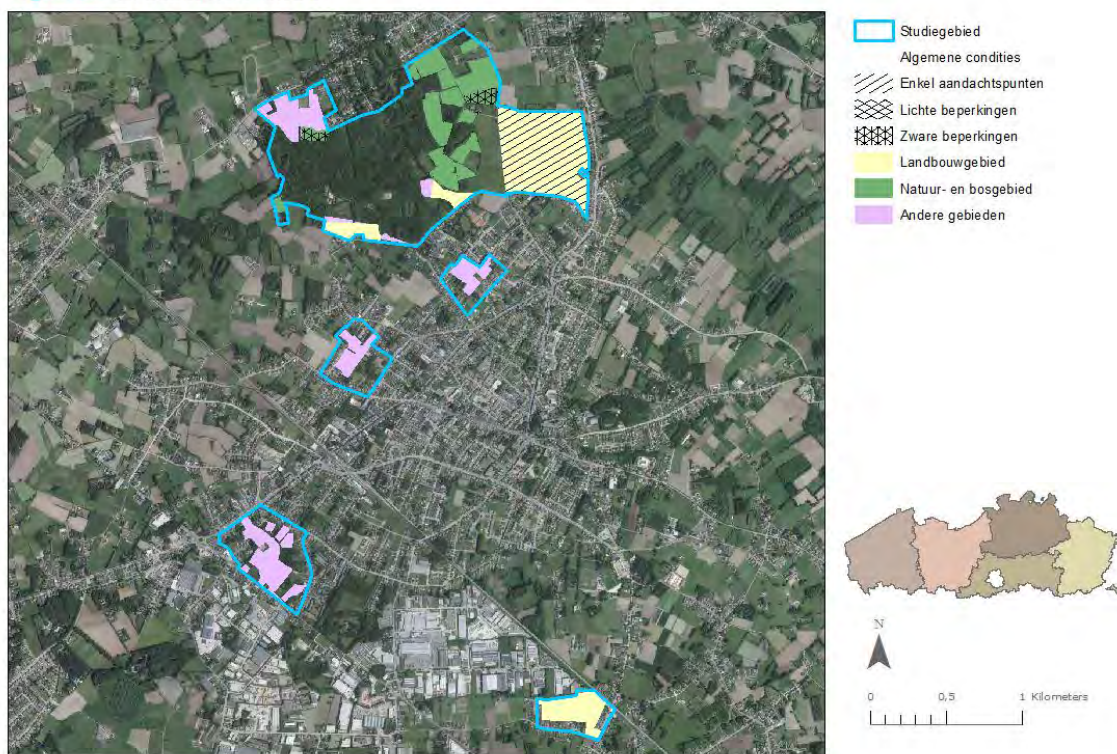 Studiegebied
Algemene condities
Enkel aandachtspunten
Lichte beperkingen
Zware beperkingen
Landbouwgebied
Natuur- en bosgebied
Andere gebieden
N
0 0,5 1 Kilometers